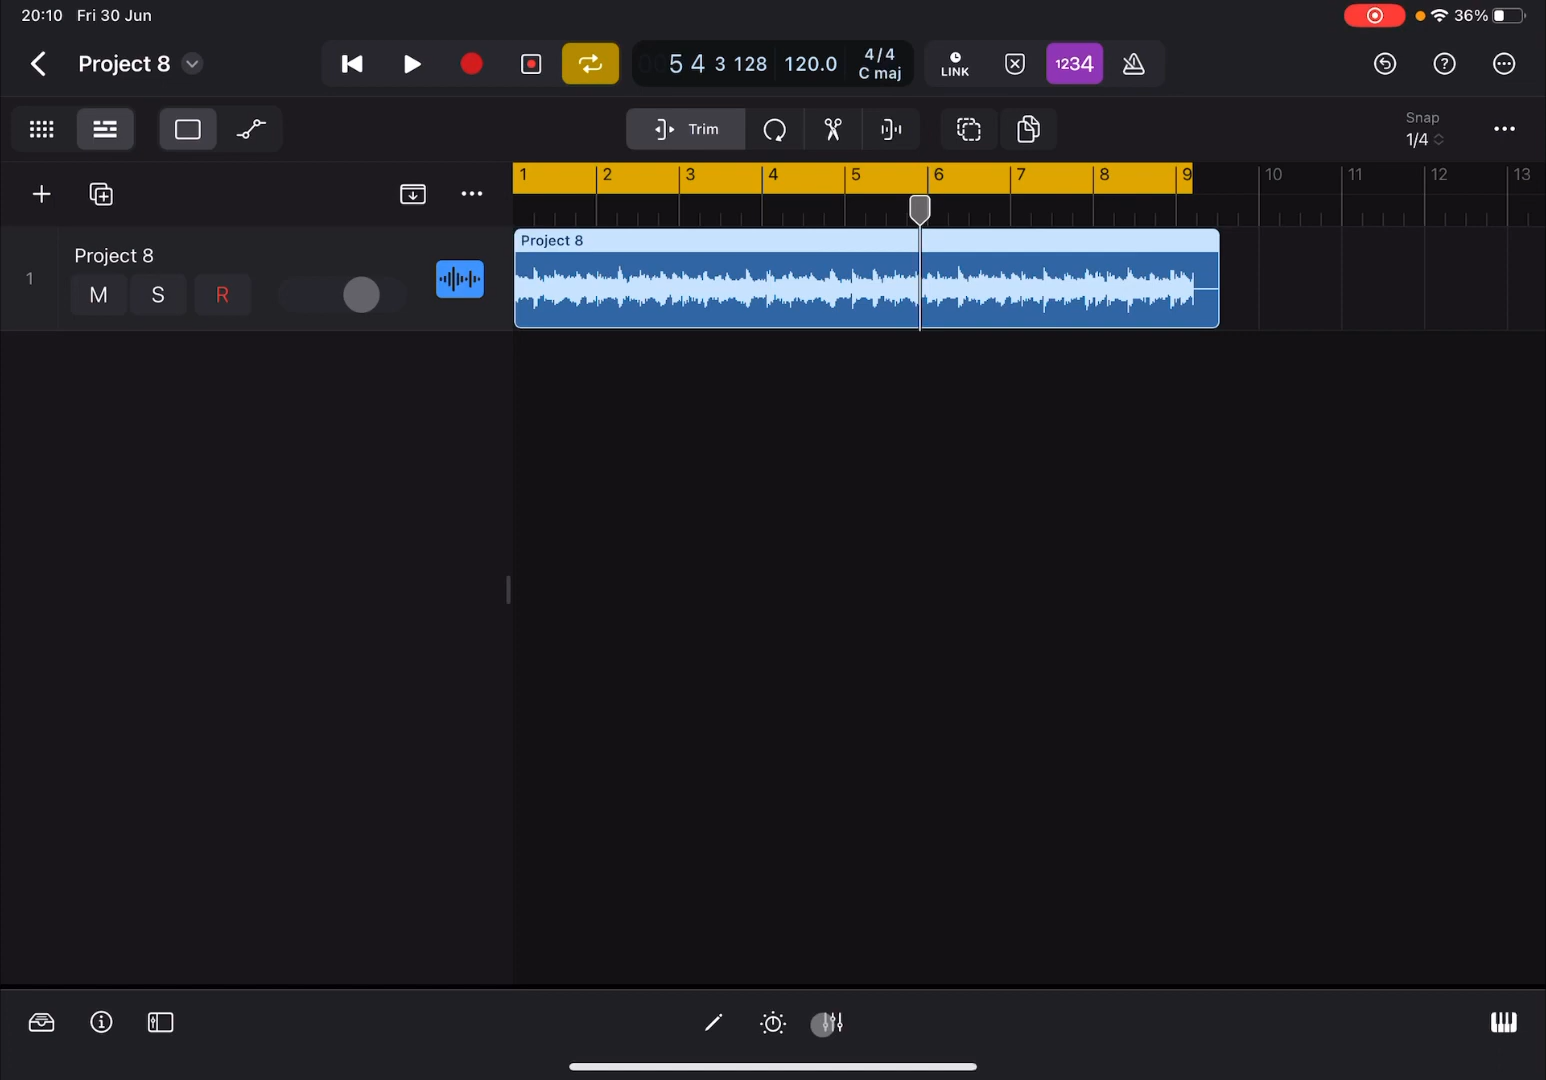 20:10 Fri 30 Jun
36%
Project 8
5 4 3 128
120.0
4/4
C maj
LINK
1234
Trim
Snap
1/4
1 2 3 4 5 6 7 8 9 10 11 12 13
1
Project 8
M S R
Project 8